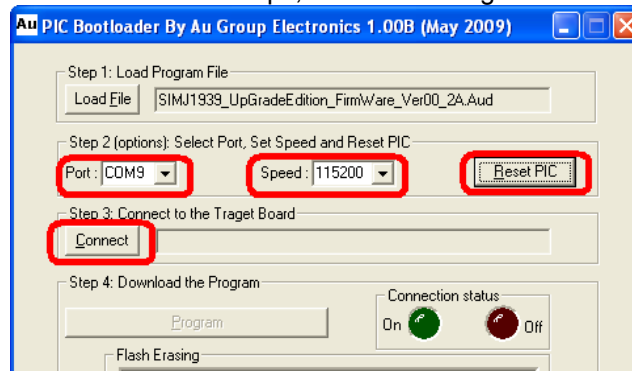 Au PIC Bootloader By Au Group Electronics 1.00B (May 2009)
Step 1: Load Program File
Load File SIMJ1939_UpGradeEdition_FirmWare_Ver00_2A.Aud
Step 2 (options): Select Port, Set Speed and Reset PIC
Port : COM9 Speed : 115200 Reset PIC
Step 3: Connect to the Traget Board
Connect
Step 4: Download the Program
Connection status
Program On Off
Flash Erasing